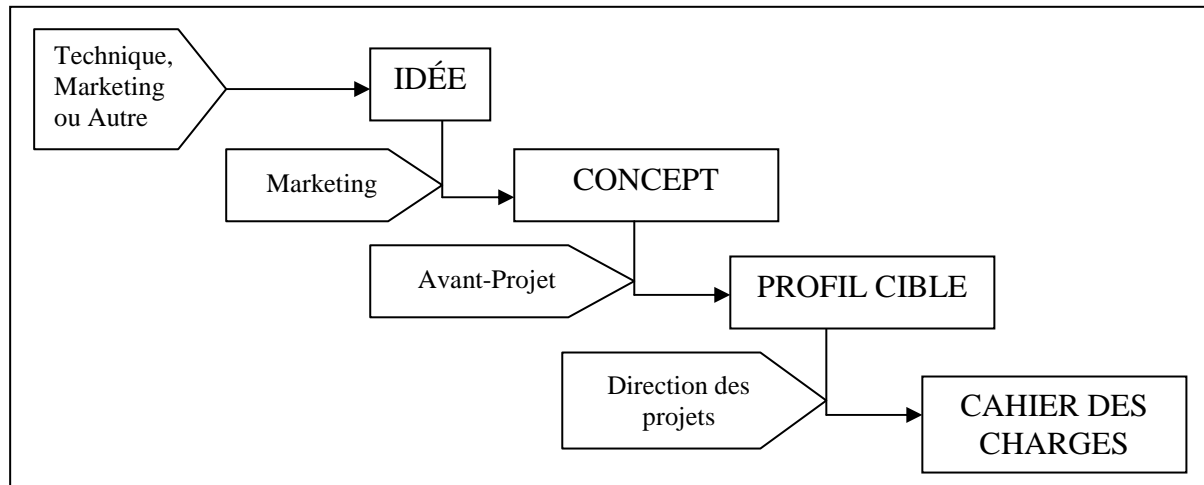 Technique,
Marketing
ou Autre
IDÉE
Marketing
CONCEPT
Avant-Projet
PROFIL CIBLE
Direction des
projets
CAHIER DES
CHARGES